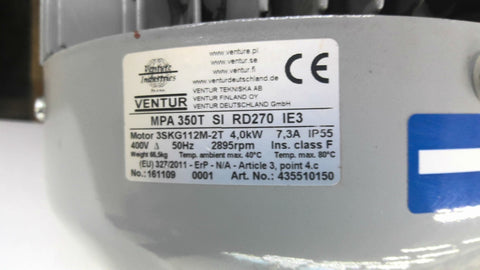 Venture
Industries
www.venture.pl
www.ventur.se
www.ventur.fi
www.venturdeutschland.de
VENTUR TEKNISKA AB
VENTUR FINLAND OY
VENTUR DEUTSCHLAND GmbH
VENTUR
CE
MPA 350T SI RD270 IE3
Motor 3SKG112M-2T 4,0kW 7,3A IP55
400V Δ 50Hz 2895rpm Ins. class F
Weight 66,5kg Temp. ambient max. 40°C Temp. max. 80°C
(EU) 327/2011 - ErP - N/A - Article 3, point 4.c
No.: 161109 0001 Art. No.: 435510150